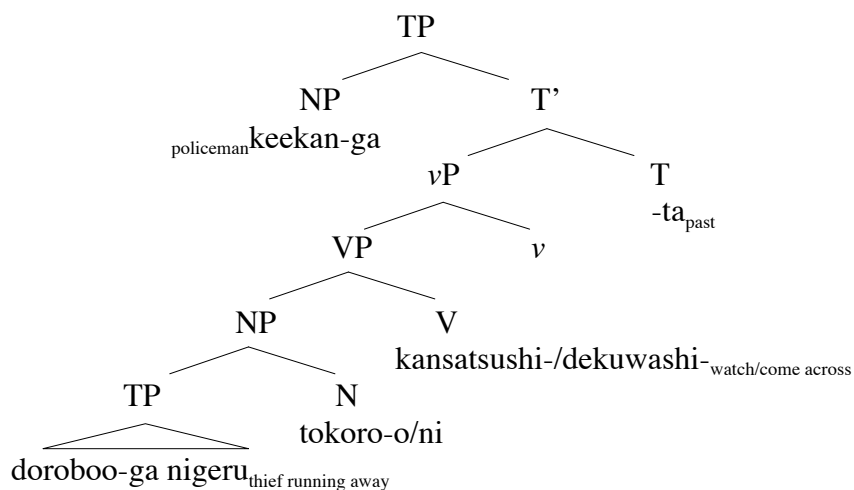 TP
NP T’
policemankeekan-ga
vP T
-tapast
VP v
NP V
kansatsushi-/dekuwashi-watch/come across
TP N
tokoro-o/ni
doroboo-ga nigeruthief running away